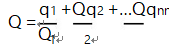 Q = q1 + Qq2 + ...Qqnr
Q1 2